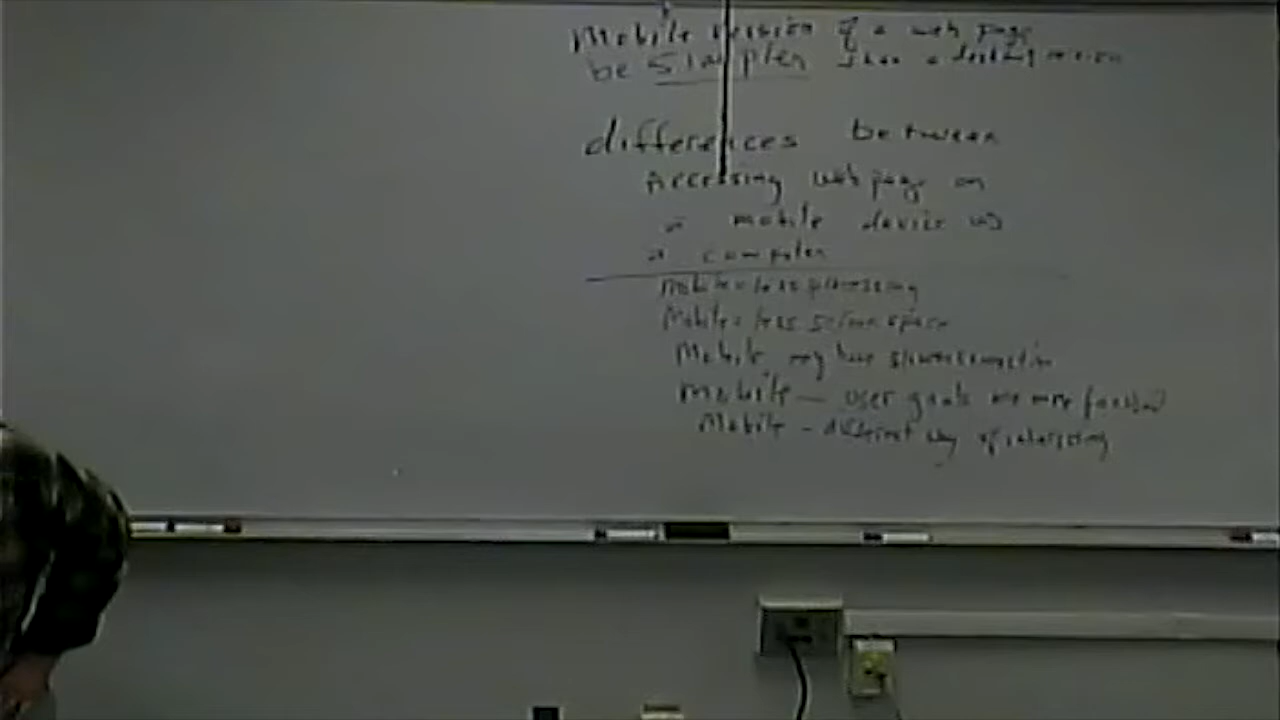 Mobile version of a web page
be simpler than a desktop version
differences between
Accessing web page on
a mobile device vs
a computer
Mobile - less processing
Mobile - less screen space
Mobile may have slower connection
Mobile - user goals are more focused
Mobile - different way of interacting